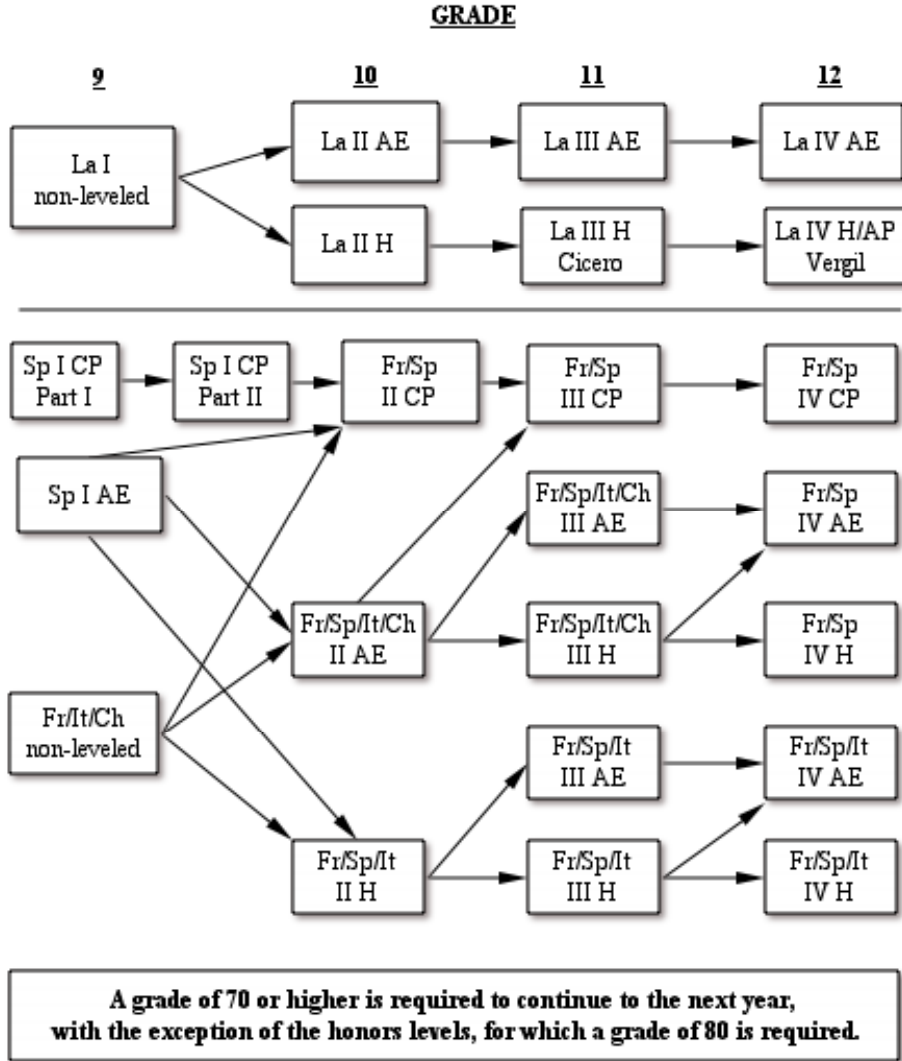 GRADE
9
10
11
12
La I
non-leveled
La II AE
La III AE
La IV AE
La II H
La III H
Cicero
La IV H/AP
Vergil
Sp I CP
Part I
Sp I CP
Part II
Fr/Sp
II CP
Fr/Sp
III CP
Fr/Sp
IV CP
Sp I AE
Fr/Sp/It/Ch
III AE
Fr/Sp
IV AE
Fr/Sp/It/Ch
II AE
Fr/Sp/It/Ch
III H
Fr/Sp
IV H
Fr/It/Ch
non-leveled
Fr/Sp/It
III AE
Fr/Sp/It
IV AE
Fr/Sp/It
II H
Fr/Sp/It
III H
Fr/Sp/It
IV H
A grade of 70 or higher is required to continue to the next year,
with the exception of the honors levels, for which a grade of 80 is required.